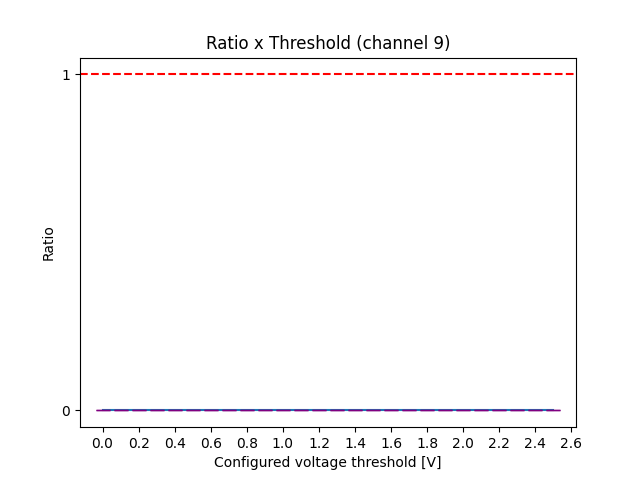 Ratio x Threshold (channel 9)
1
Ratio
0
0.0 0.2 0.4 0.6 0.8 1.0 1.2 1.4 1.6 1.8 2.0 2.2 2.4 2.6
Configured voltage threshold [V]